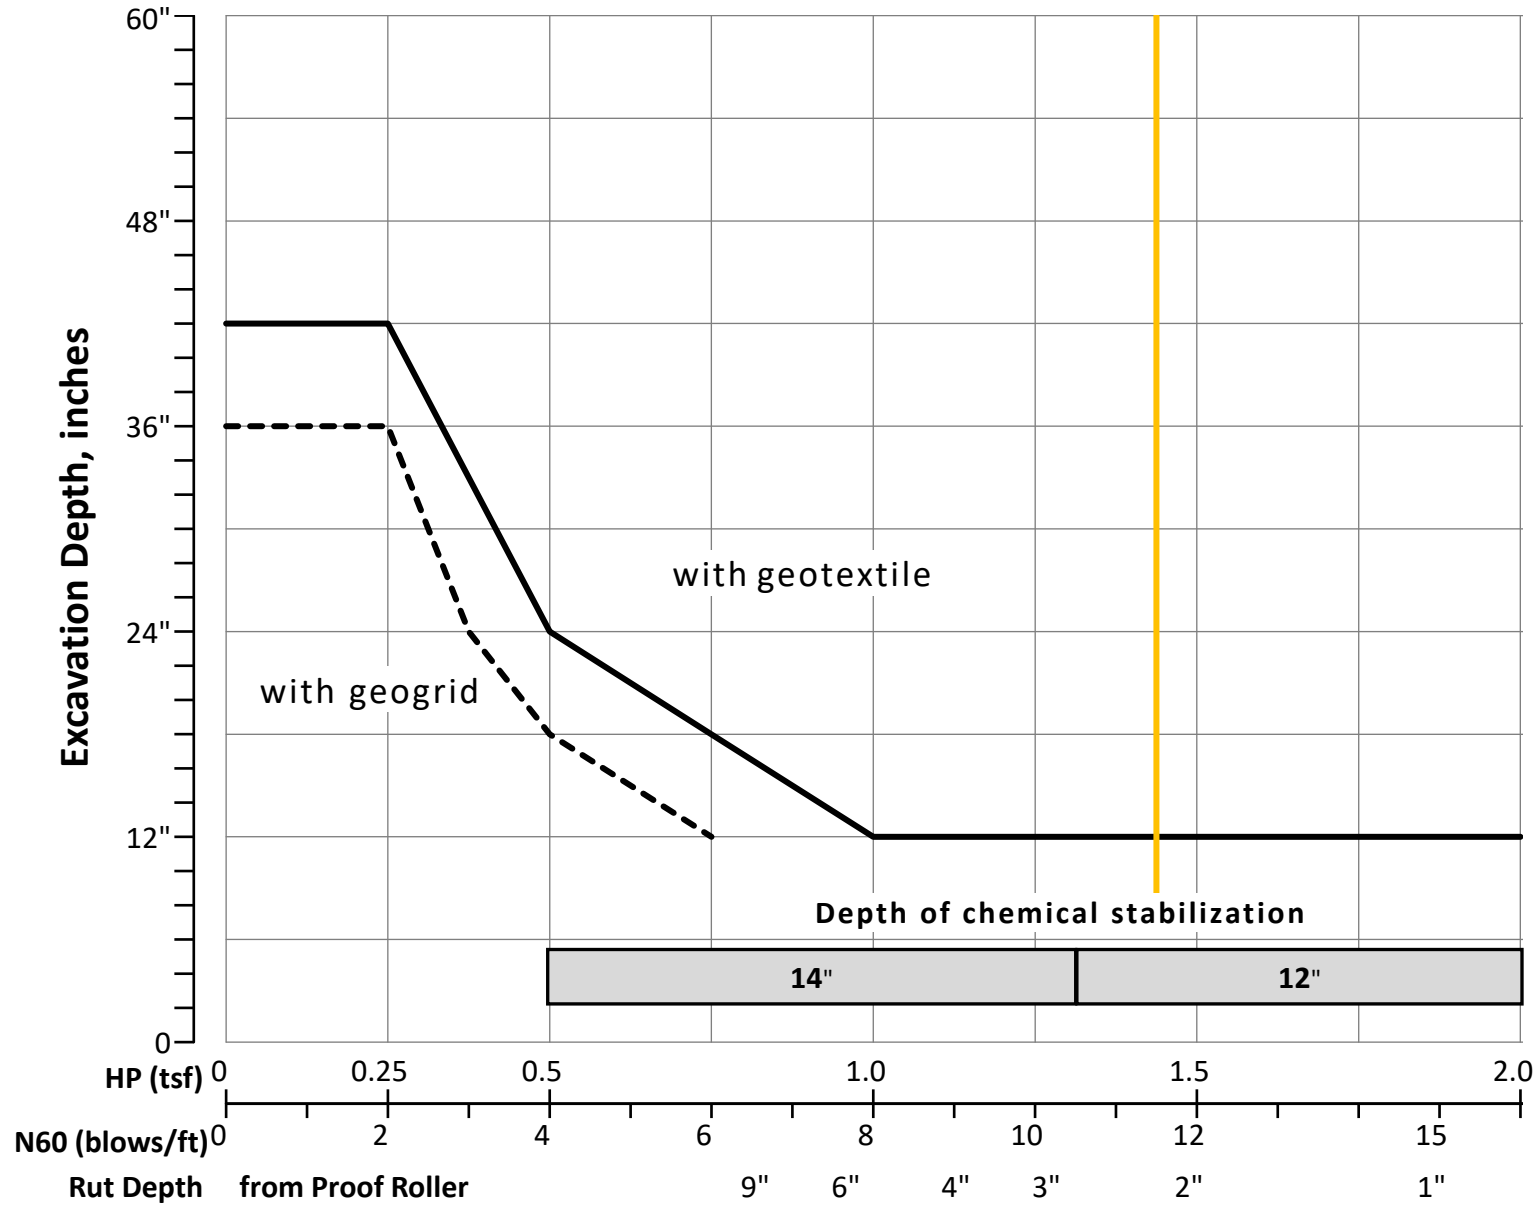 60"
48"
36"
24"
12"
0
Excavation Depth, inches
with geotextile
with geogrid
Depth of chemical stabilization
14" 12"
HP (tsf) 0 0.25 0.5 1.0 1.5 2.0
N60 (blows/ft) 0 2 4 6 8 10 12 15
Rut Depth from Proof Roller 9" 6" 4" 3" 2" 1"